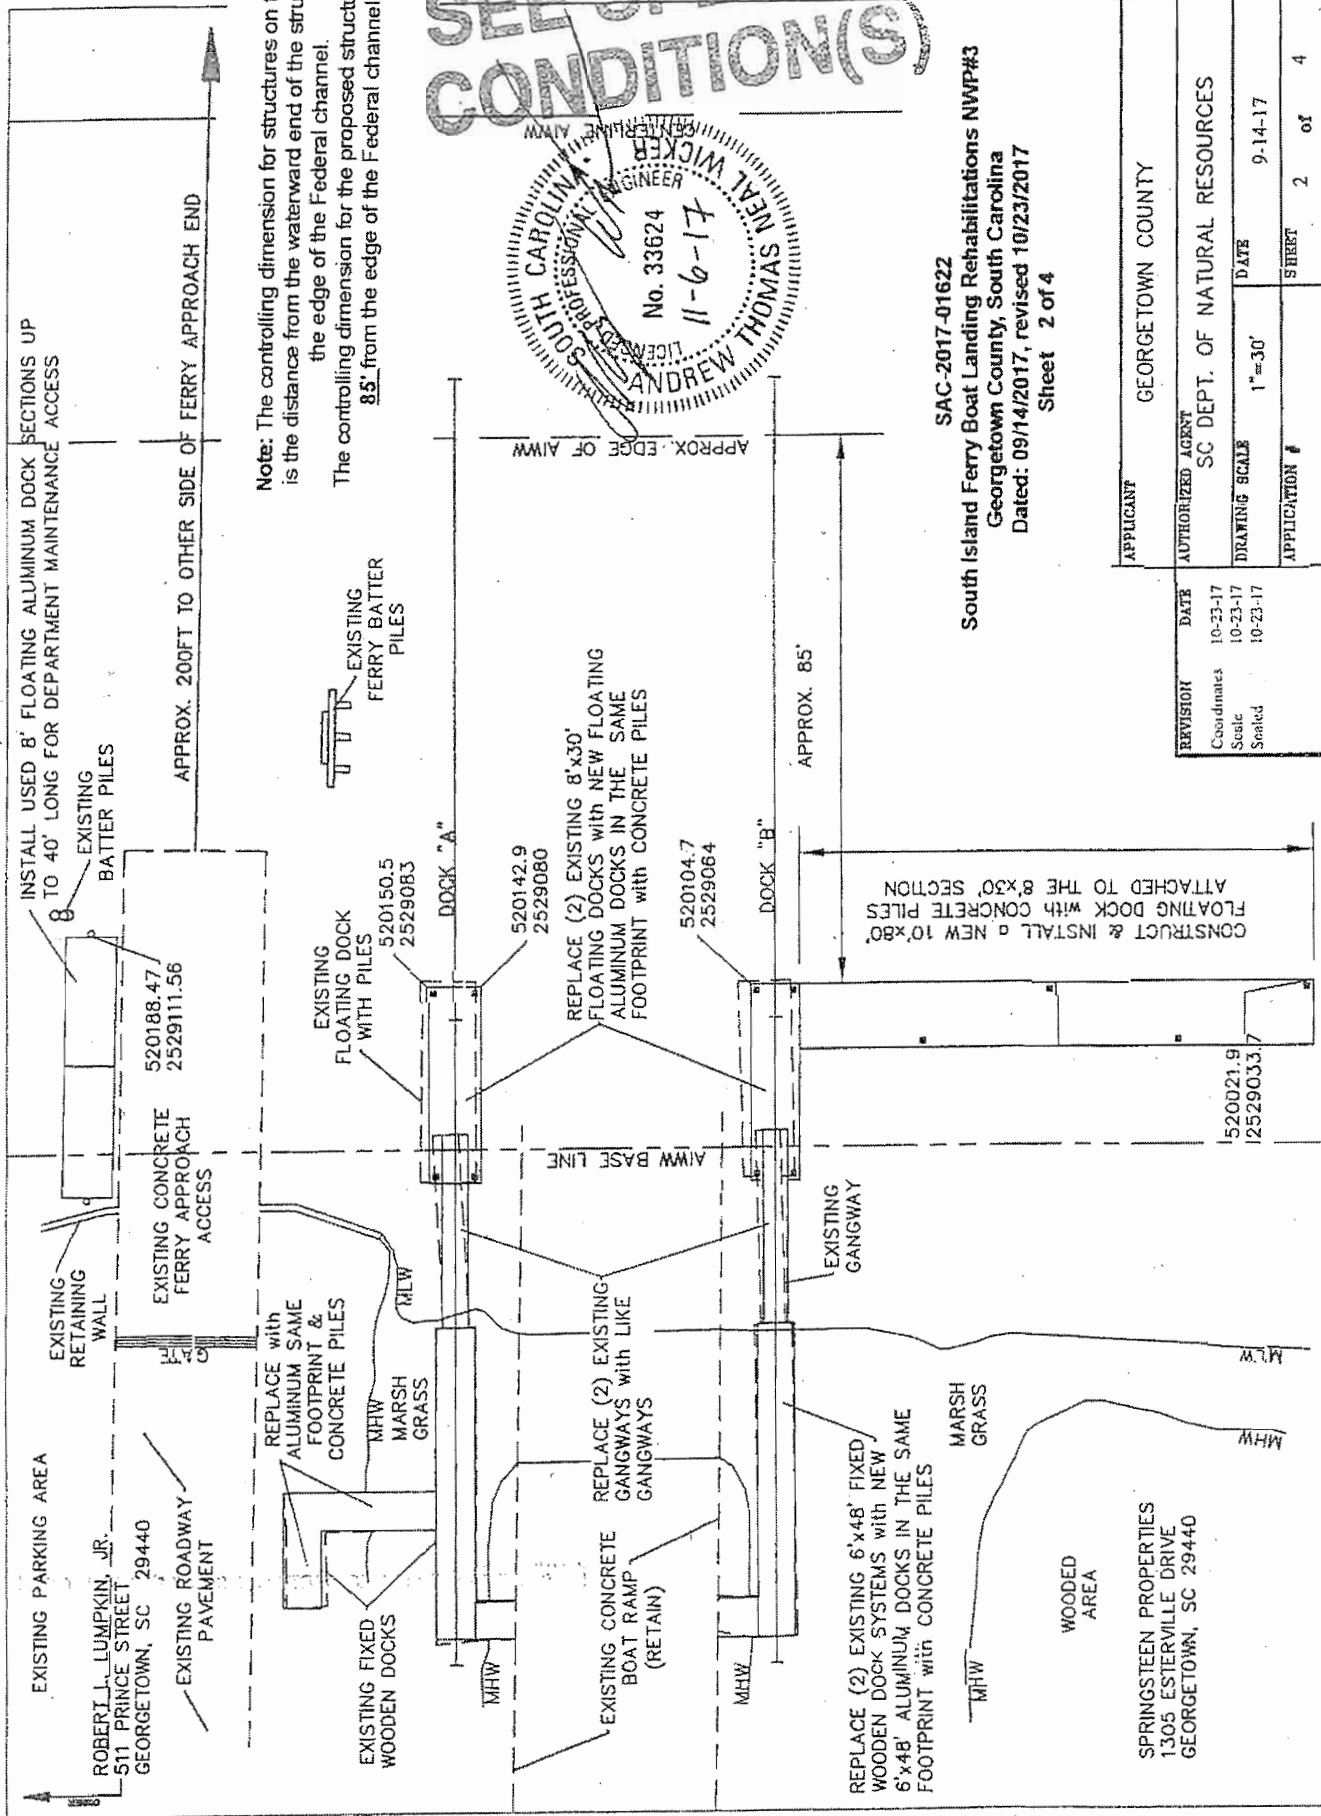 INSTALL USED 8' FLOATING ALUMINUM DOCK SECTIONS UP
TO 40' LONG FOR DEPARTMENT MAINTENANCE ACCESS
EXISTING
BATTER PILES
APPROX. 200FT TO OTHER SIDE OF FERRY APPROACH END
EXISTING PARKING AREA
ROBERT L. LUMPKIN, JR.
511 PRINCE STREET
GEORGETOWN, SC 29440
EXISTING ROADWAY
PAVEMENT
EXISTING
RETAINING
WALL
GATE
EXISTING CONCRETE
FERRY APPROACH
ACCESS
520188.47
2529111.56
REPLACE with
ALUMINUM SAME
FOOTPRINT &
CONCRETE PILES
EXISTING FIXED
WOODEN DOCKS
MHW
MARSH
GRASS
MLW
EXISTING
FLOATING DOCK
WITH PILES
520150.5
2529083
DOCK "A"
520142.9
2529080
EXISTING
FERRY BATTER
PILES
Note: The controlling dimension for structures on
is the distance from the waterward end of the
the edge of the Federal channel.
The controlling dimension for the proposed
85' from the edge of the Federal channel
SEE
CONDITION(S)
CENTERLINE AIWW
SOUTH CAROLINA
LICENSED PROFESSIONAL ENGINEER
No. 33624
11-6-17
ANDREW THOMAS NEAL WICKER
APPROX. EDGE OF AIWW
MHW
EXISTING CONCRETE
BOAT RAMP
(RETAIN)
MHW
REPLACE (2) EXISTING
GANGWAYS with LIKE
GANGWAYS
AIWW BASE LINE
REPLACE (2) EXISTING 8'x30'
FLOATING DOCKS with NEW FLOATING
ALUMINUM DOCKS IN THE SAME
FOOTPRINT with CONCRETE PILES
520104.7
2529064
DOCK "B"
APPROX. 85'
EXISTING
GANGWAY
REPLACE (2) EXISTING 6'x48' FIXED
WOODEN DOCK SYSTEMS with NEW
6'x48' ALUMINUM DOCKS IN THE SAME
FOOTPRINT with CONCRETE PILES
MARSH
GRASS
MHW
WOODED
AREA
MHW
MLW
CONSTRUCT & INSTALL a NEW 10'x80'
FLOATING DOCK with CONCRETE PILES
ATTACHED TO THE 8'x30' SECTION
520021.9
2529033.7
SPRINGSTEEN PROPERTIES
1305 ESTERVILLE DRIVE
GEORGETOWN, SC 29440
SAC-2017-01622
South Island Ferry Boat Landing Rehabilitations NWP#3
Georgetown County, South Carolina
Dated: 09/14/2017, revised 10/23/2017
Sheet 2 of 4
APPLICANT
GEORGETOWN COUNTY
REVISION DATE
Coordinates 10-23-17
Scale 10-23-17
Sealed 10-23-17
AUTHORIZED AGENT
SC DEPT. OF NATURAL RESOURCES
DRAWING SCALE 1"=30'
DATE 9-14-17
APPLICATION #
SHEET 2 of 4